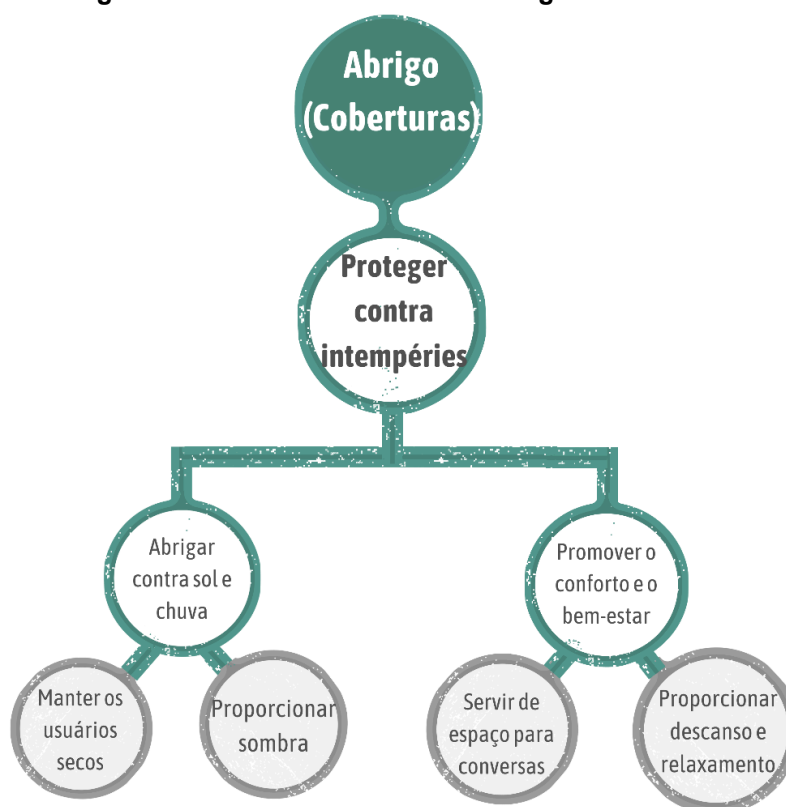 Abrigo
(Coberturas)
Proteger
contra
intempéries
Abrigar
contra sol e
chuva
Promover o
conforto e o
bem-estar
Manter os
usuários
secos
Proporcionar
sombra
Servir de
espaço para
conversas
Proporcionar
descanso e
relaxamento